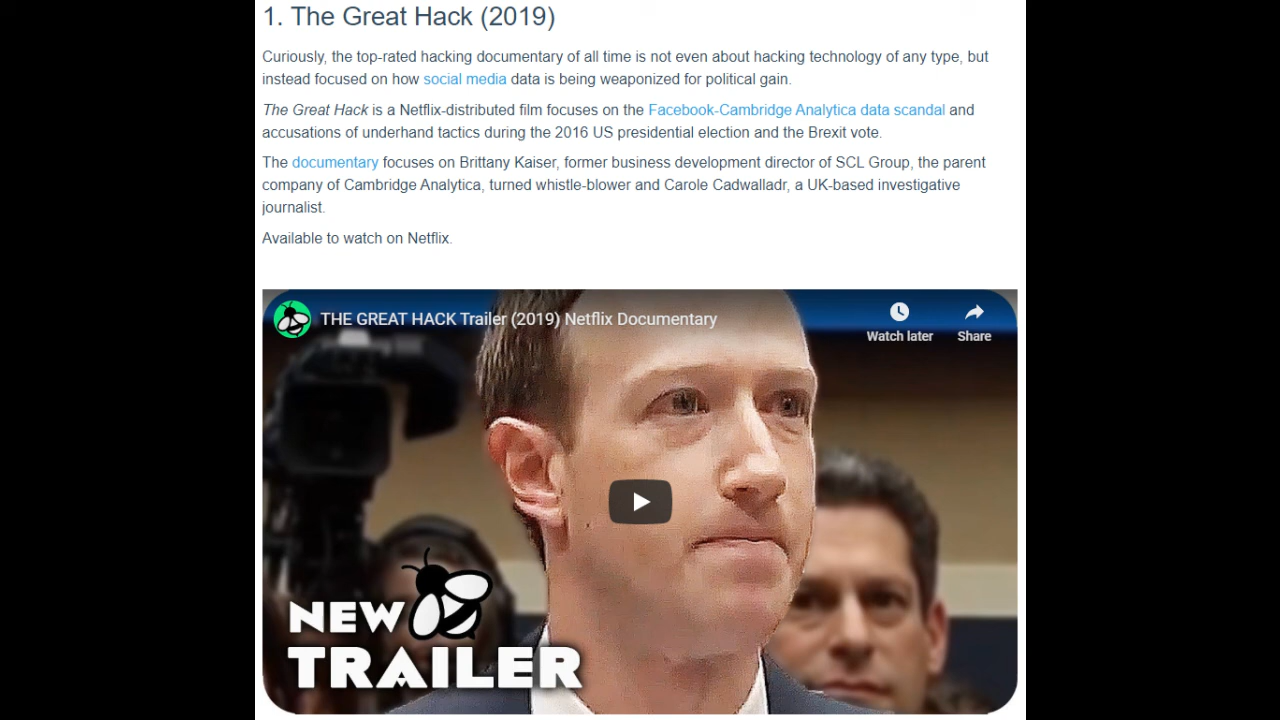 1. The Great Hack (2019)
Curiously, the top-rated hacking documentary of all time is not even about hacking technology of any type, but
instead focused on how social media data is being weaponized for political gain.
The Great Hack is a Netflix-distributed film focuses on the Facebook-Cambridge Analytica data scandal and
accusations of underhand tactics during the 2016 US presidential election and the Brexit vote.
The documentary focuses on Brittany Kaiser, former business development director of SCL Group, the parent
company of Cambridge Analytica, turned whistle-blower and Carole Cadwalladr, a UK-based investigative
journalist.
Available to watch on Netflix.
THE GREAT HACK Trailer (2019) Netflix Documentary
Watch later
Share
NEW
TRAILER